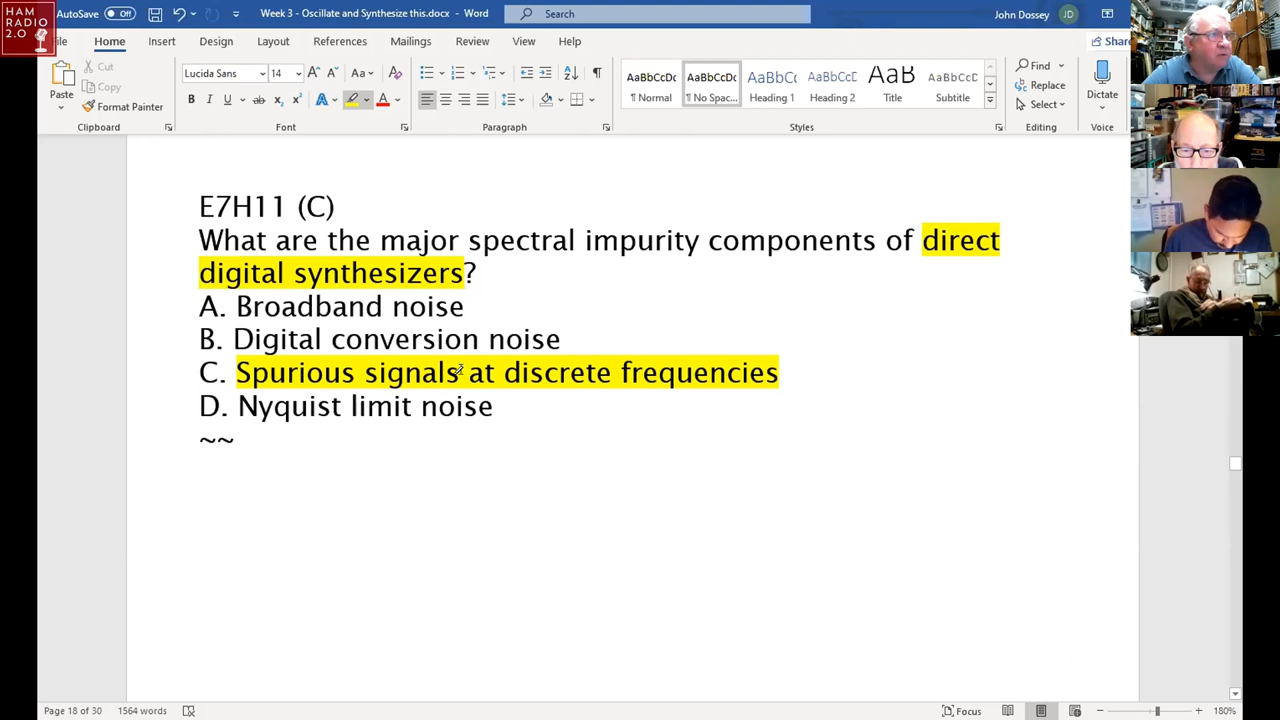 HAM
RADIO
2.0
AutoSave Off
Week 3 - Oscillate and Synthesize this.docx - Word
Search
John Dossey JD
ile Home Insert Design Layout References Mailings Review View Help Share
Paste
Cut
Copy
Format Painter
Clipboard
Lucida Sans 14
Font
Paragraph
AaBbCcDc AaBbCcDc AaBbCcD AaBbCcD AaB AaBbCcD
¶ Normal ¶ No Spac... Heading 1 Heading 2 Title Subtitle
Styles
Find
Replace
Select
Editing
Dictate
Voice
E7H11 (C)
What are the major spectral impurity components of direct
digital synthesizers?
A. Broadband noise
B. Digital conversion noise
C. Spurious signals at discrete frequencies
D. Nyquist limit noise
~~
Page 18 of 30 1564 words
Focus
180%